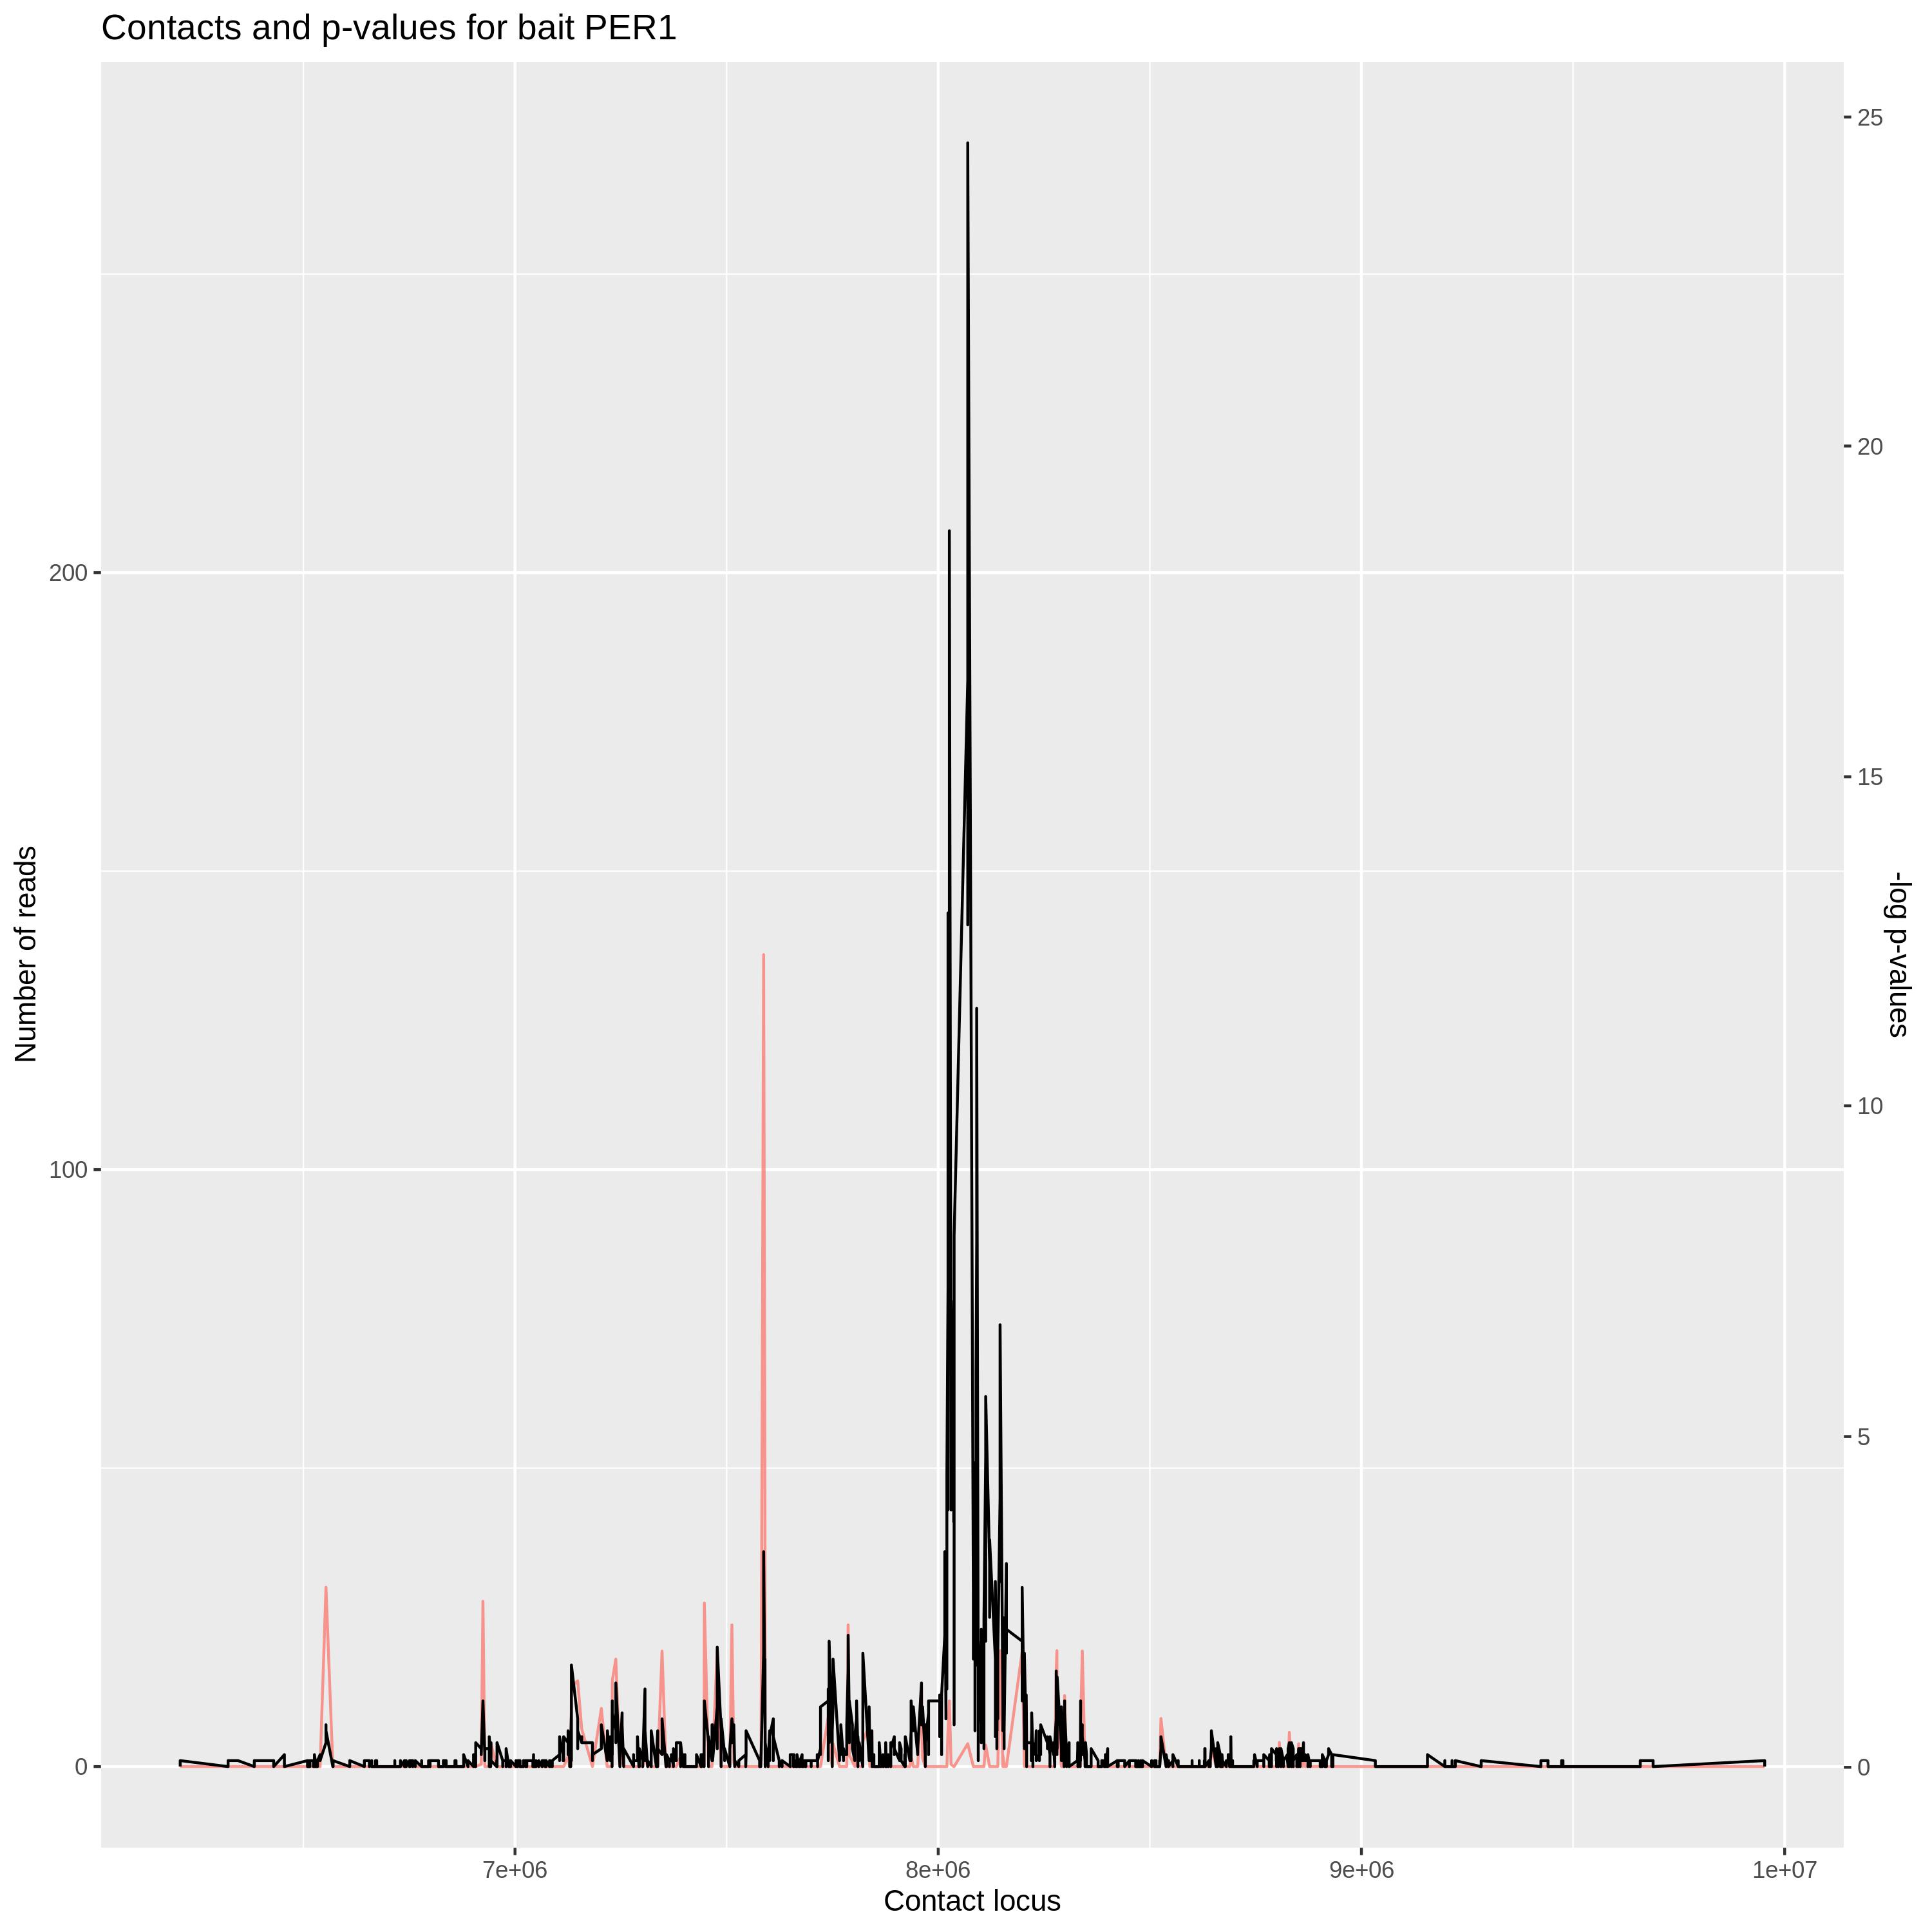 Contacts and p-values for bait PER1
Number of reads
200
100
0
25
20
15
10
5
0
-log p-values
7e+06
8e+06
9e+06
1e+07
Contact locus